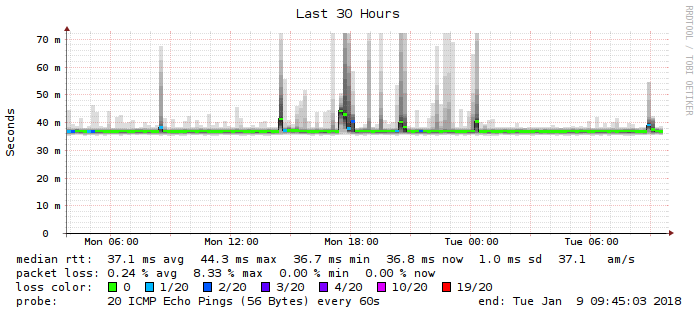 Last 30 Hours
RRDTOOL / TOBI OETIKER
Seconds
70 m
60 m
50 m
40 m
30 m
20 m
10 m
0
Mon 06:00 Mon 12:00 Mon 18:00 Tue 00:00 Tue 06:00
median rtt: 37.1 ms avg 44.3 ms max 36.7 ms min 36.8 ms now 1.0 ms sd 37.1 am/s
packet loss: 0.24 % avg 8.33 % max 0.00 % min 0.00 % now
loss color: 0 1/20 2/20 3/20 4/20 10/20 19/20
probe: 20 ICMP Echo Pings (56 Bytes) every 60s end: Tue Jan 9 09:45:03 2018